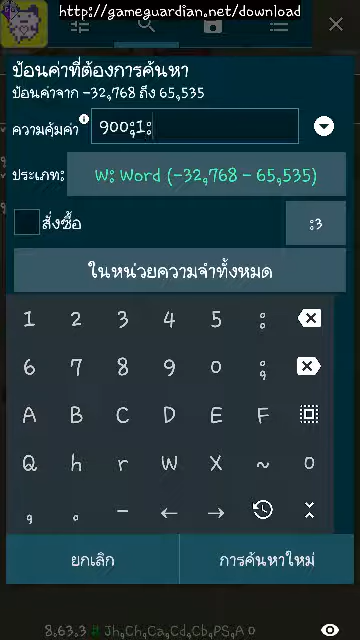 http://gameguardian.net/download
ป้อนค่าที่ต้องการค้นหา
ป้อนค่าจาก -32,768 ถึง 65,535
ความคุ้มค่า 900;1:
ประเภท: W: Word (-32,768 - 65,535)
สั่งซื้อ :3
ในหน่วยความจำทั้งหมด
1 2 3 4 5 :
6 7 8 9 0 ;
A B C D E F
Q h r W X ~ 0
, . - ← →
ยกเลิก การค้นหาใหม่
8,63,3 # Jh,Ch,Ca,Cd,Cb,PS,A 0